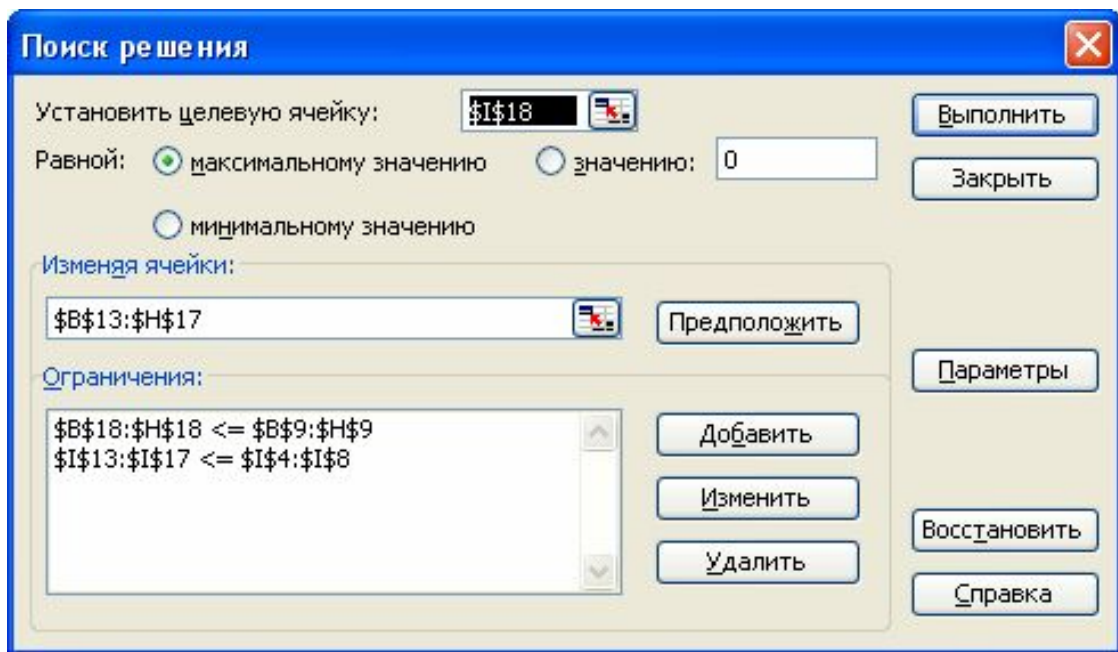 Поиск решения
Установить целевую ячейку: $I$18
Выполнить
Равной: максимальному значению значению: 0
Закрыть
минимальному значению
Изменяя ячейки:
$B$13:$H$17
Предположить
Параметры
Ограничения:
$B$18:$H$18 <= $B$9:$H$9
$I$13:$I$17 <= $I$4:$I$8
Добавить
Изменить
Удалить
Восстановить
Справка